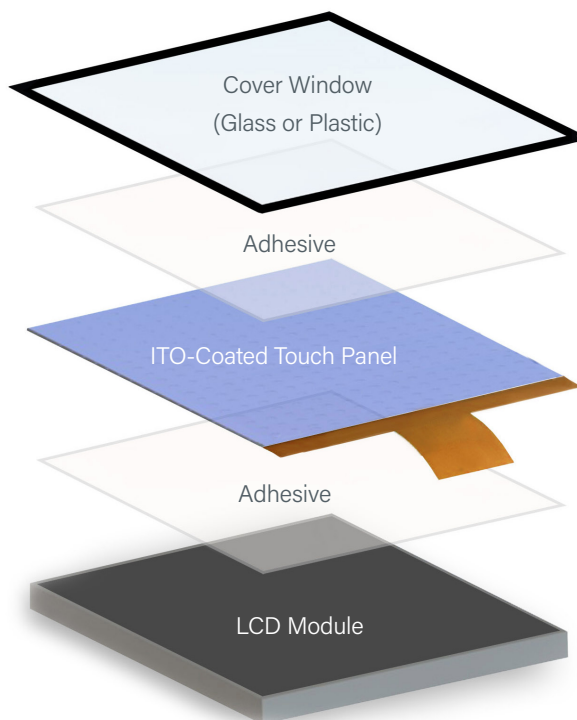 Cover Window
(Glass or Plastic)
Adhesive
ITO-Coated Touch Panel
Adhesive
LCD Module